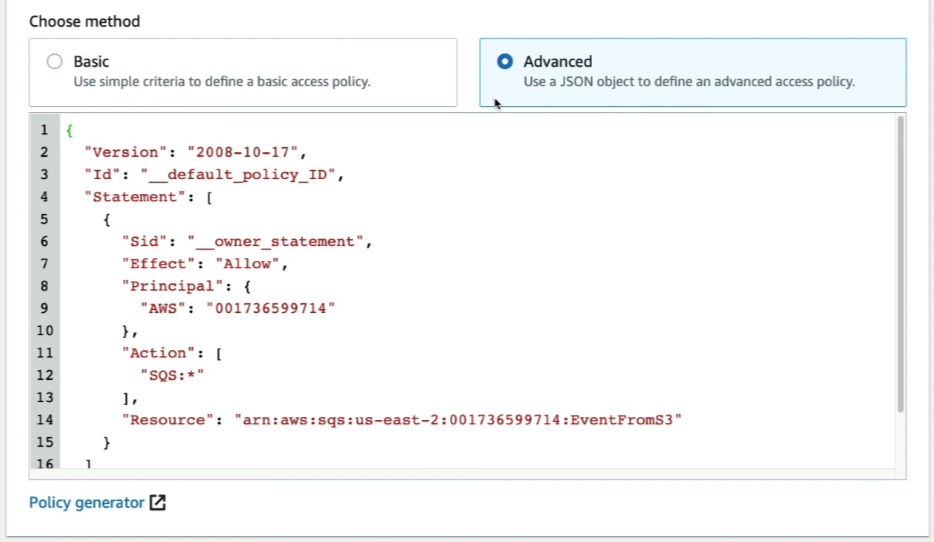 Choose method
Basic
Use simple criteria to define a basic access policy.
Advanced
Use a JSON object to define an advanced access policy.
1 {
2 "Version": "2008-10-17",
3 "Id": "__default_policy_ID",
4 "Statement": [
5 {
6 "Sid": "__owner_statement",
7 "Effect": "Allow",
8 "Principal": {
9 "AWS": "001736599714"
10 },
11 "Action": [
12 "SQS:*"
13 ],
14 "Resource": "arn:aws:sqs:us-east-2:001736599714:EventFromS3"
15 }
16 ]
Policy generator